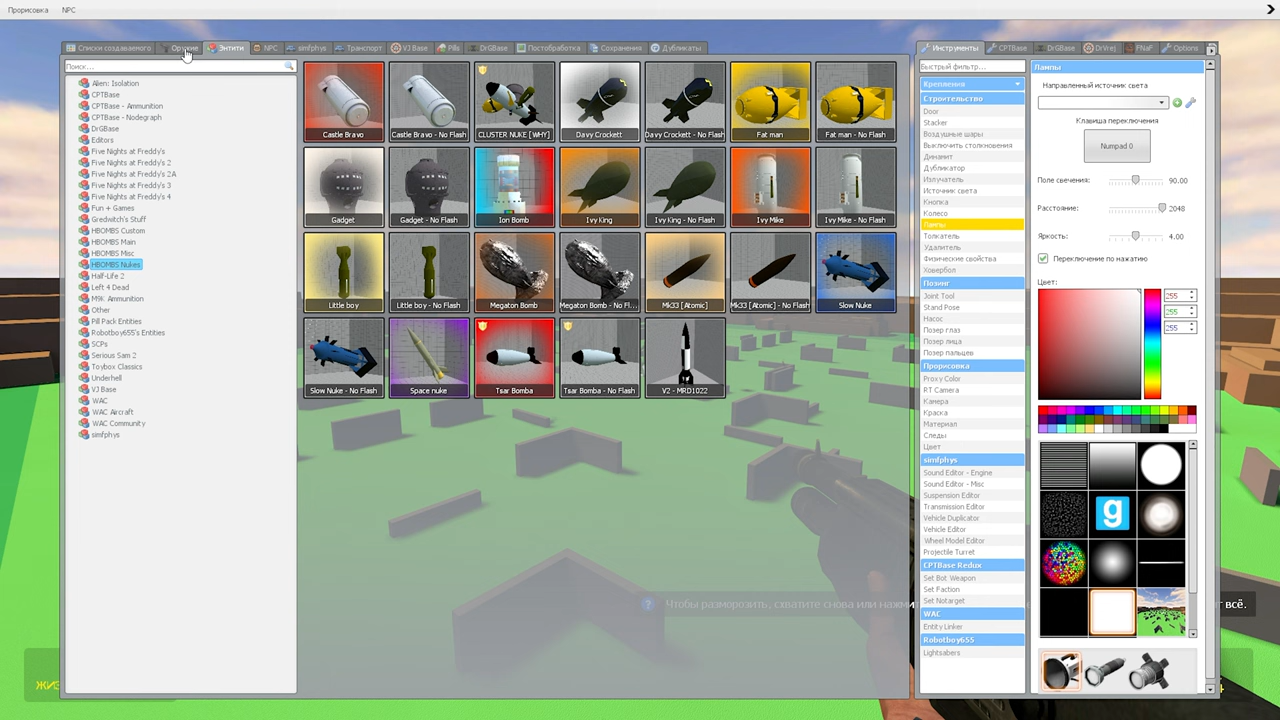 Прорисовка NPC
Списки создаваемого Оружие Энтити NPC simfphys Транспорт VJ Base Pills DrGBase Постобработка Сохранения Дубликаты
Поиск...
Alien: Isolation
CPTBase
CPTBase - Ammunition
CPTBase - Nodegraph
DrGBase
Editors
Five Nights at Freddy's
Five Nights at Freddy's 2
Five Nights at Freddy's 2A
Five Nights at Freddy's 3
Five Nights at Freddy's 4
Fun + Games
Gredwitch's Stuff
HBOMBS Custom
HBOMBS Main
HBOMBS Misc
HBOMBS Nukes
Half-Life 2
Left 4 Dead
M9K Ammunition
Other
Pill Pack Entities
Robotboy655's Entities
SCPs
Serious Sam 2
Toybox Classics
Underhell
VJ Base
WAC
WAC Aircraft
WAC Community
simfphys
Castle Bravo Castle Bravo - No Flash CLUSTER NUKE [WHY] Davy Crockett Davy Crockett - No Flash Fat man Fat man - No Flash
Gadget Gadget - No Flash Ion Bomb Ivy King Ivy King - No Flash Ivy Mike Ivy Mike - No Flash
Little boy Little boy - No Flash Megaton Bomb Megaton Bomb - No Fl... Mk33 [Atomic] Mk33 [Atomic] - No Flash Slow Nuke
Slow Nuke - No Flash Space nuke Tsar Bomba Tsar Bomba - No Flash V2 - MRD1022
Чтобы разморозить, схватите снова или нажми
т всё.
жиз
Инструменты CPTBase DrGBase DrVrej FNaF Options
Быстрый фильтр...
Крепления
Строительство
Door
Stacker
Воздушные шары
Выключить столкновения
Динамит
Дубликатор
Излучатель
Источник света
Кнопка
Колесо
Лампы
Толкатель
Удалитель
Физические свойства
Ховербол
Позинг
Joint Tool
Stand Pose
Насос
Позер глаз
Позер лица
Позер пальцев
Прорисовка
Proxy Color
RT Camera
Камера
Краска
Материал
Следы
Цвет
simfphys
Sound Editor - Engine
Sound Editor - Misc
Suspension Editor
Transmission Editor
Vehicle Duplicator
Vehicle Editor
Wheel Model Editor
Projectile Turret
CPTBase Redux
Set Bot Weapon
Set Faction
Set Notarget
WAC
Entity Linker
Robotboy655
Lightsabers
Лампы
Направленный источник света
Клавиша переключения
Numpad 0
Поле свечения: 90.00
Расстояние: 2048
Яркость: 4.00
Переключение по нажатию
Цвет:
255
255
255
g